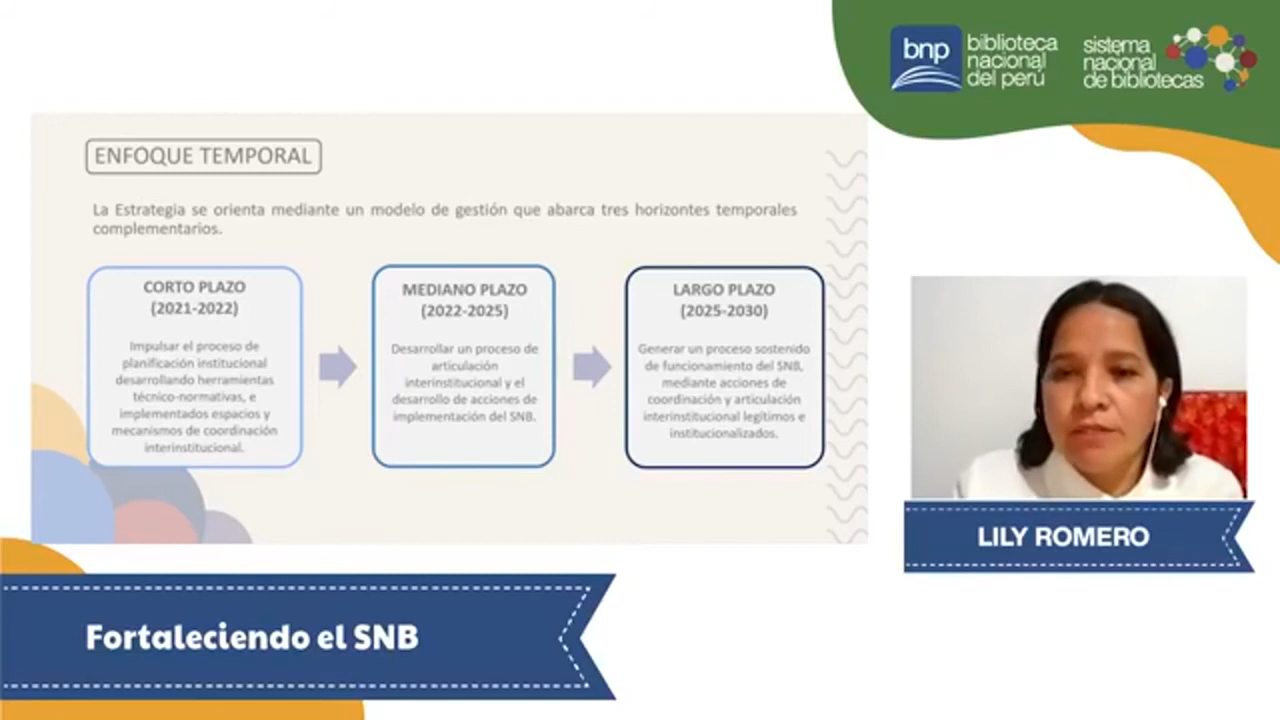 bnp
biblioteca
nacional
del perú
sistema
nacional
de bibliotecas
ENFOQUE TEMPORAL
La Estrategia se orienta mediante un modelo de gestión que abarca tres horizontes temporales
complementarios.
CORTO PLAZO
(2021-2022)
Impulsar el proceso de
planificación institucional
desarrollando herramientas
técnico-normativas, e
implementados espacios y
mecanismos de coordinación
interinstitucional.
MEDIANO PLAZO
(2022-2025)
Desarrollar un proceso de
articulación
interinstitucional y el
desarrollo de acciones de
implementación del SNB.
LARGO PLAZO
(2025-2030)
Generar un proceso sostenido
de funcionamiento del SNB,
mediante acciones de
coordinación y articulación
interinstitucional legítimos e
institucionalizados.
LILY ROMERO
Fortaleciendo el SNB